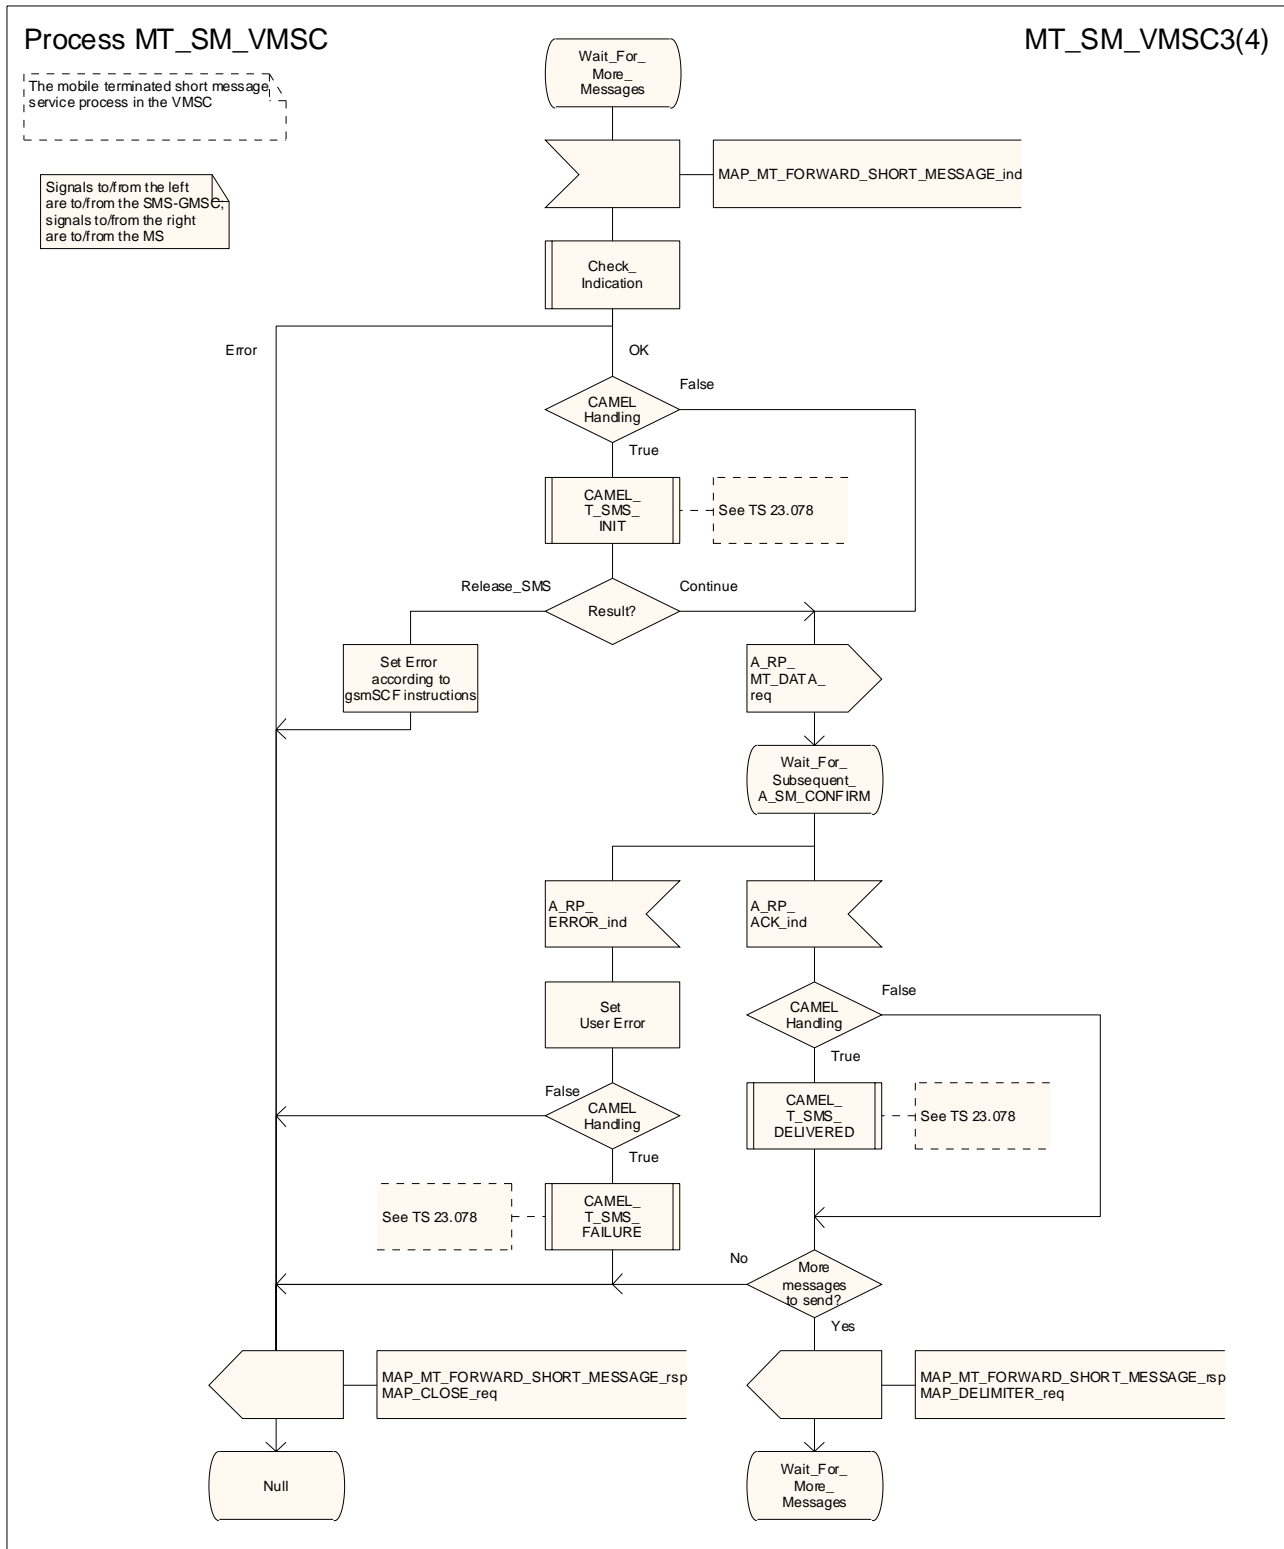 Process MT_SM_VMSC
MT_SM_VMSC3(4)
The mobile terminated short message
service process in the VMSC
Signals to/from the left
are to/from the SMS-GMSC;
signals to/from the right
are to/from the MS
Wait_For_
More_
Messages
MAP_MT_FORWARD_SHORT_MESSAGE_ind
Check_
Indication
Error
OK
CAMEL
Handling
False
True
CAMEL_
T_SMS_
INIT
See TS 23.078
Release_SMS
Result?
Continue
Set Error
according to
gsmSCF instructions
A_RP_
MT_DATA_
req
Wait_For_
Subsequent_
A_SM_CONFIRM
A_RP_
ERROR_ind
A_RP_
ACK_ind
Set
User Error
CAMEL
Handling
False
True
False
CAMEL
Handling
True
CAMEL_
T_SMS_
DELIVERED
See TS 23.078
See TS 23.078
CAMEL_
T_SMS_
FAILURE
No
More
messages
to send?
Yes
MAP_MT_FORWARD_SHORT_MESSAGE_rsp
MAP_CLOSE_req
MAP_MT_FORWARD_SHORT_MESSAGE_rsp
MAP_DELIMITER_req
Null
Wait_For_
More_
Messages